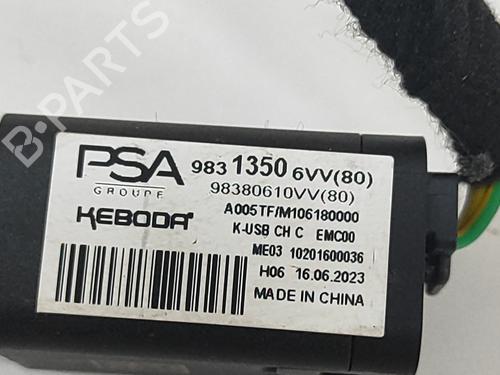 B-PARTS
PSA
GROUPE
983 1350 6VV(80)
98380610VV(80)
KEBODA
A005TF/M106180000
K-USB CH C EMC00
ME03 10201600036
H06 16.06.2023
MADE IN CHINA